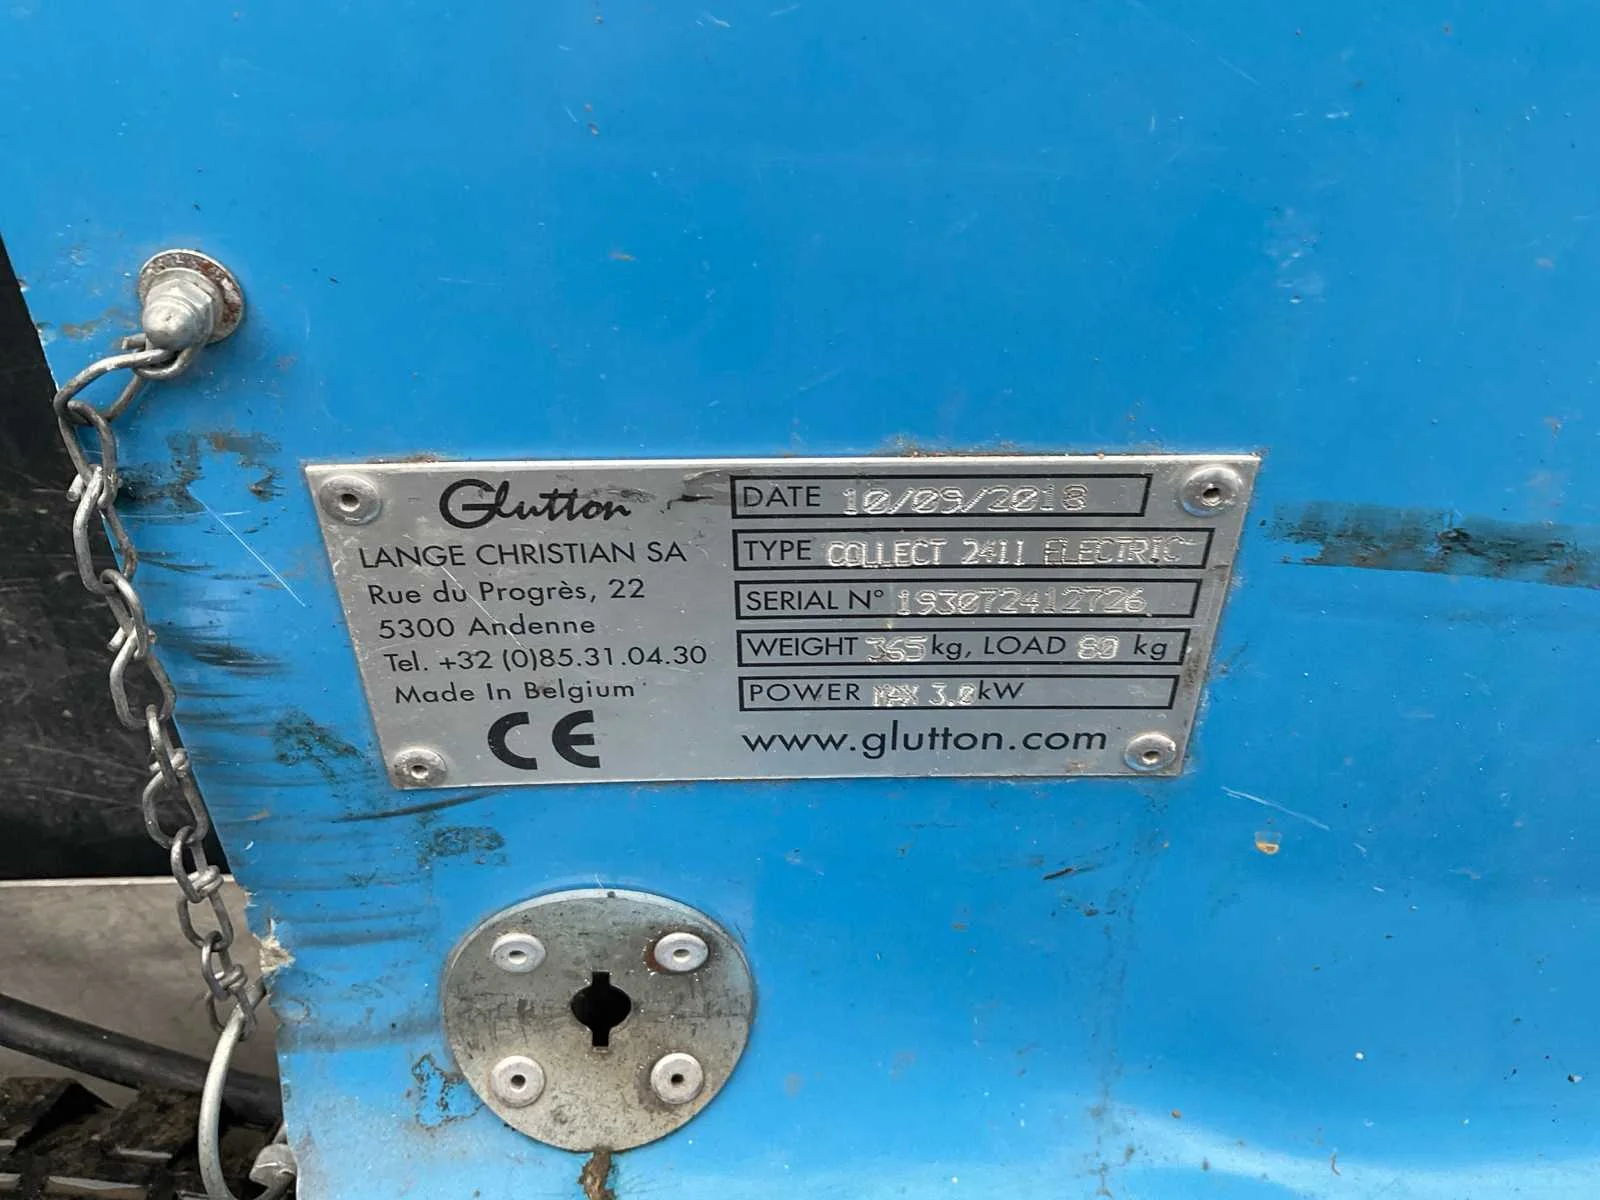 Glutton
LANGE CHRISTIAN SA
Rue du Progrès, 22
5300 Andenne
Tel. +32 (0)85.31.04.30
Made In Belgium
CE
DATE 10/09/2018
TYPE COLLECT 2411 ELECTRIC
SERIAL N° 193072412726
WEIGHT 365 kg, LOAD 80 kg
POWER MAX 3.0 kW
www.glutton.com